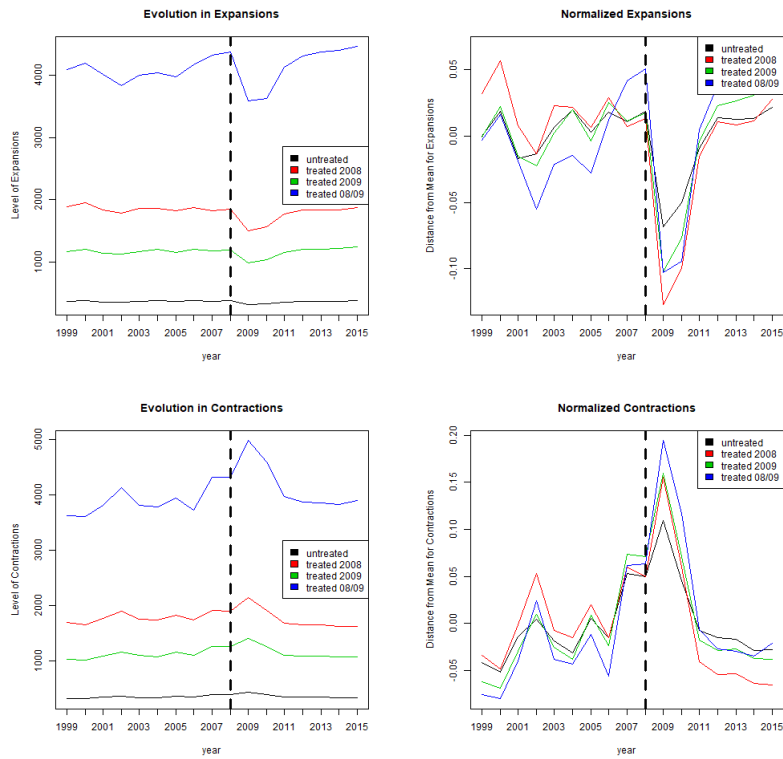 Evolution in Expansions
Level of Expansions
4000
3000
2000
1000
untreated
treated 2008
treated 2009
treated 08/09
1999 2001 2003 2005 2007 2009 2011 2013 2015
year
Normalized Expansions
Distance from Mean for Expansions
0.05
0.00
-0.05
-0.10
untreated
treated 2008
treated 2009
treated 08/09
1999 2001 2003 2005 2007 2009 2011 2013 2015
year
Evolution in Contractions
Level of Contractions
5000
4000
3000
2000
1000
untreated
treated 2008
treated 2009
treated 08/09
1999 2001 2003 2005 2007 2009 2011 2013 2015
year
Normalized Contractions
Distance from Mean for Contractions
0.20
0.15
0.10
0.05
0.00
-0.05
untreated
treated 2008
treated 2009
treated 08/09
1999 2001 2003 2005 2007 2009 2011 2013 2015
year